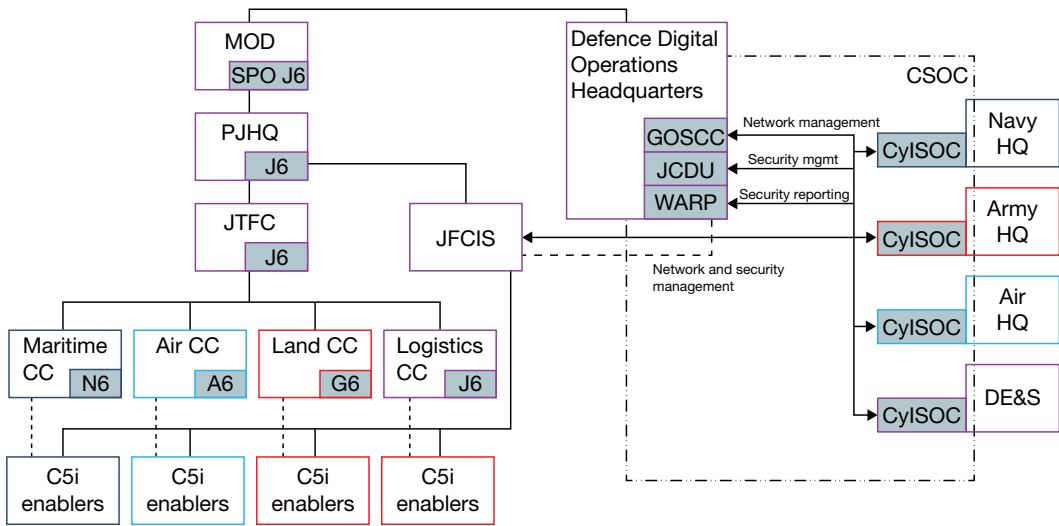 MOD
SPO J6
PJHQ
J6
JTFC
J6
JFCIS
Defence Digital
Operations
Headquarters
GOSCC
JCDU
WARP
CSOC
Network management
Security mgmt
Security reporting
Network and security
management
CyISOC
Navy
HQ
CyISOC
Army
HQ
CyISOC
Air
HQ
CyISOC
DE&S
Maritime
CC
N6
Air CC
A6
Land CC
G6
Logistics
CC
J6
C5i
enablers
C5i
enablers
C5i
enablers
C5i
enablers